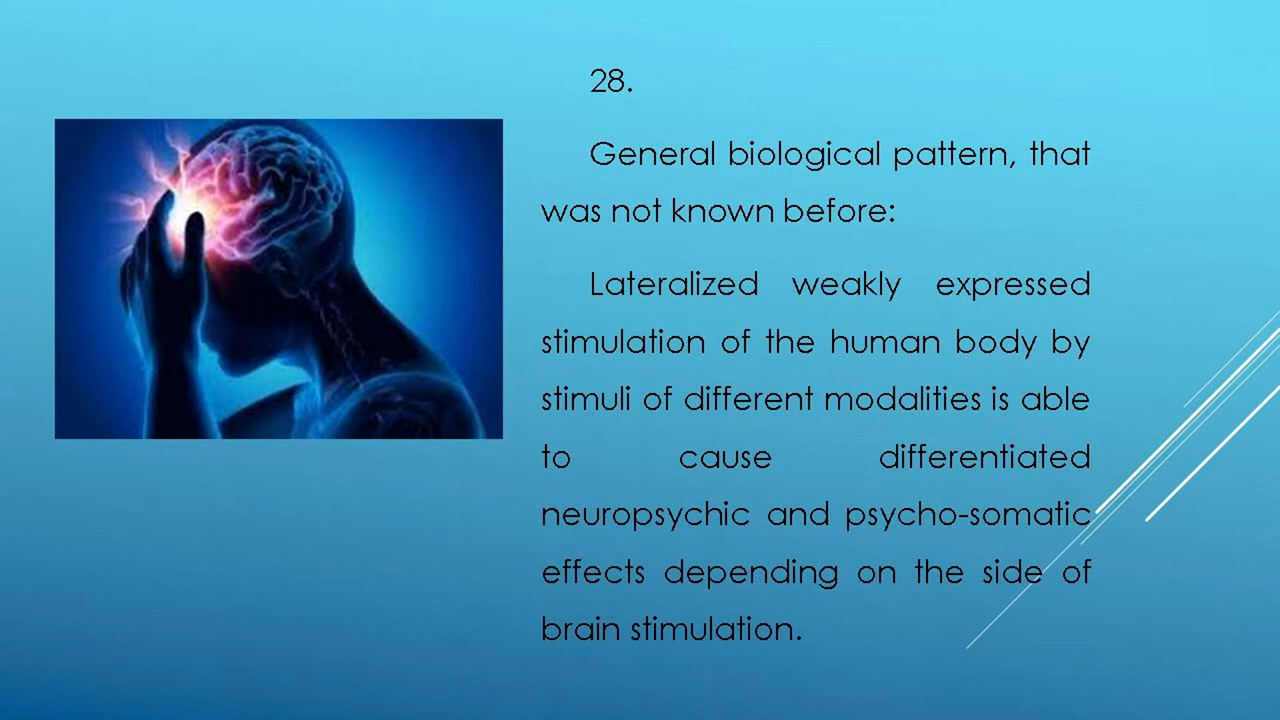 28.
General biological pattern, that
was not known before:
Lateralized weakly expressed
stimulation of the human body by
stimuli of different modalities is able
to cause differentiated
neuropsychic and psycho-somatic
effects depending on the side of
brain stimulation.